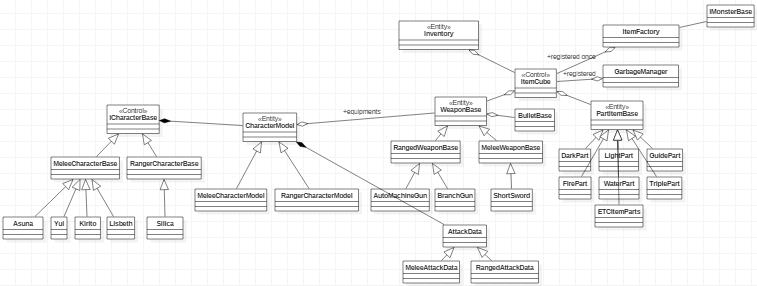 IMonsterBase
«Entity»
Inventory
ItemFactory
+registered once
+registered
GarbageManager
«Control»
ItemCube
«Entity»
WeaponBase
«Entity»
PartItemBase
BulletBase
«Control»
ICharacterBase
«Entity»
CharacterModel
+equipments
RangedWeaponBase
MeleeWeaponBase
DarkPart
LightPart
GuidePart
MeleeCharacterBase
RangerCharacterBase
FirePart
WaterPart
TriplePart
MeleeCharacterModel
RangerCharacterModel
AutoMachineGun
BranchGun
ShortSword
ETCItemParts
Asuna
Yui
Kirito
Lisbeth
Silica
AttackData
MeleeAttackData
RangedAttackData